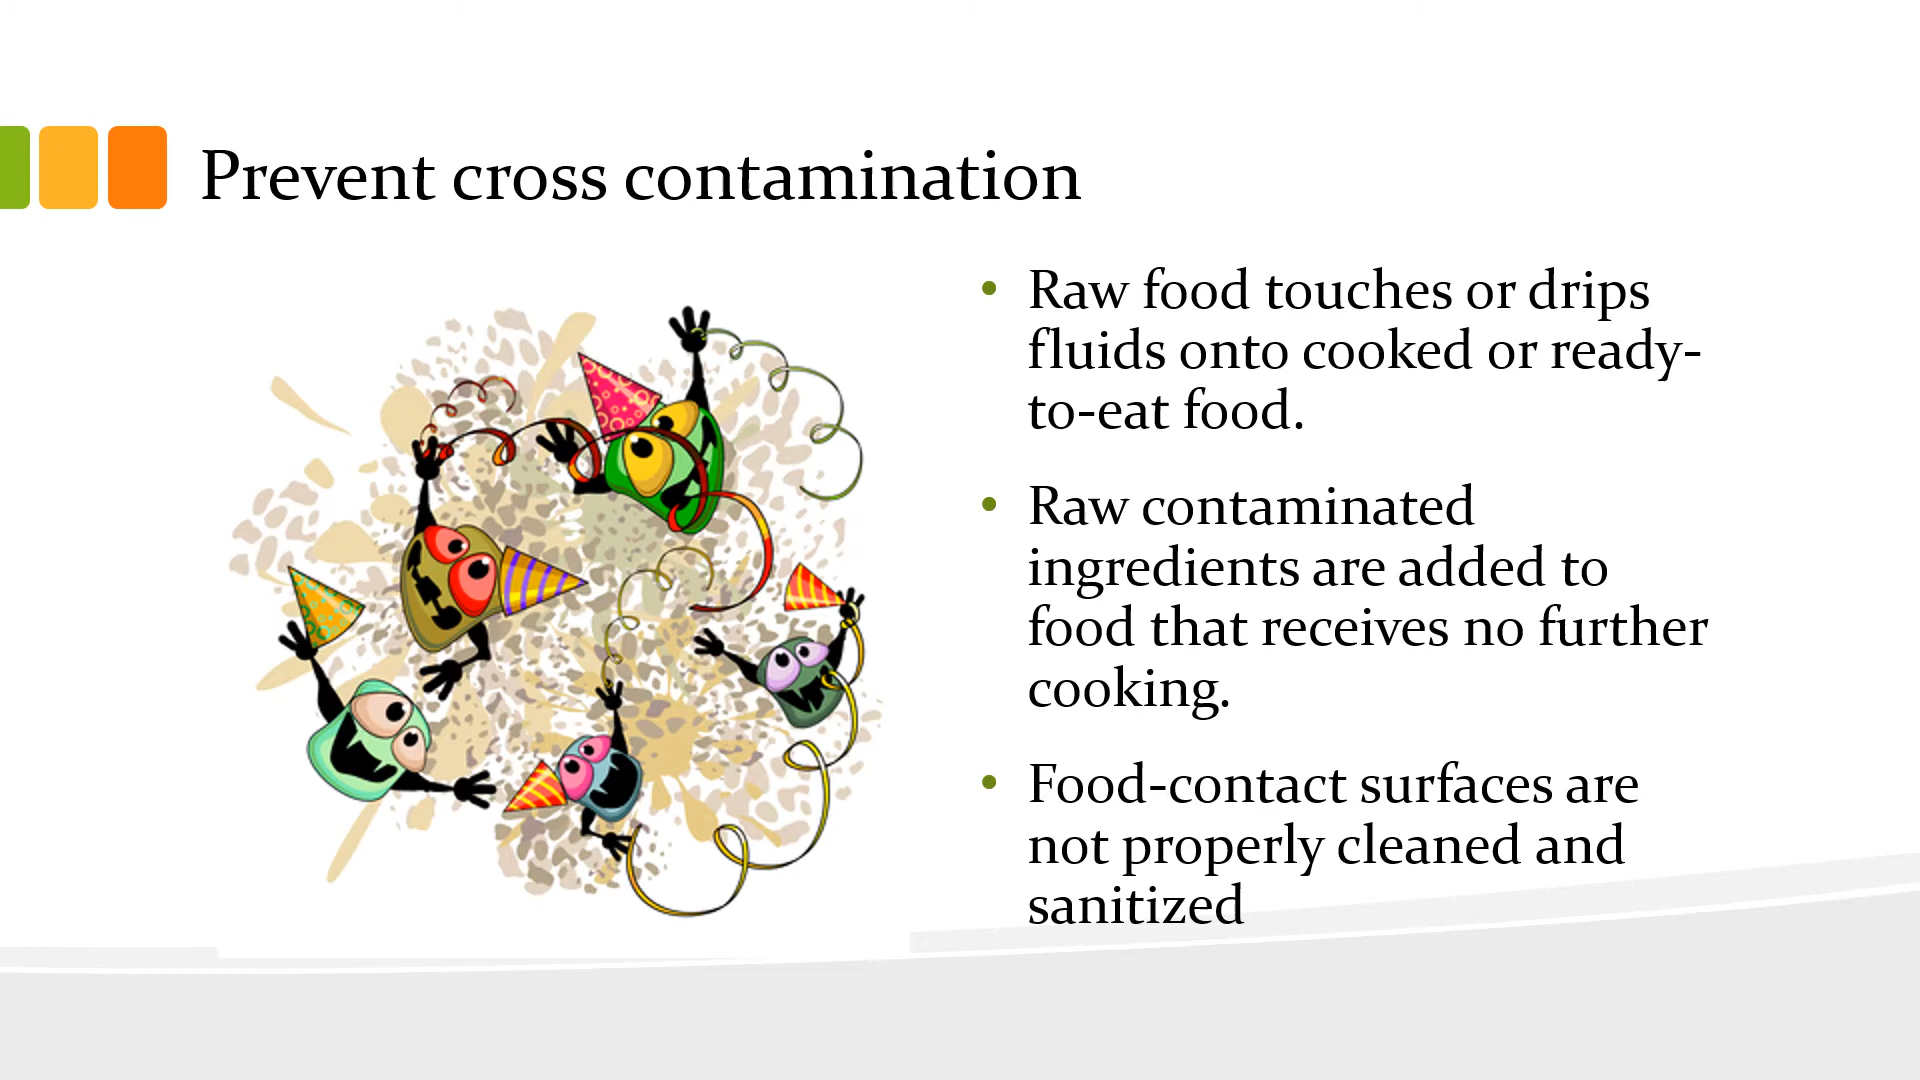 Prevent cross contamination
• Raw food touches or drips
fluids onto cooked or ready-
to-eat food.
• Raw contaminated
ingredients are added to
food that receives no further
cooking.
• Food-contact surfaces are
not properly cleaned and
sanitized